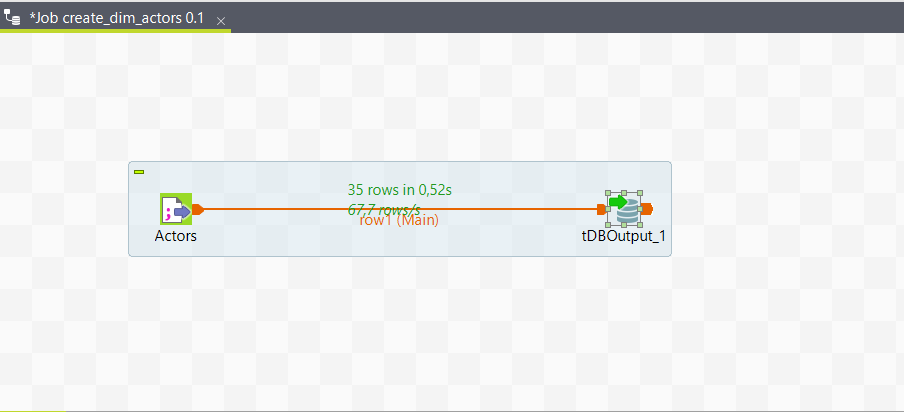 *Job create_dim_actors 0.1
35 rows in 0,52s
67,7 rows/s
row1 (Main)
Actors
tDBOutput_1